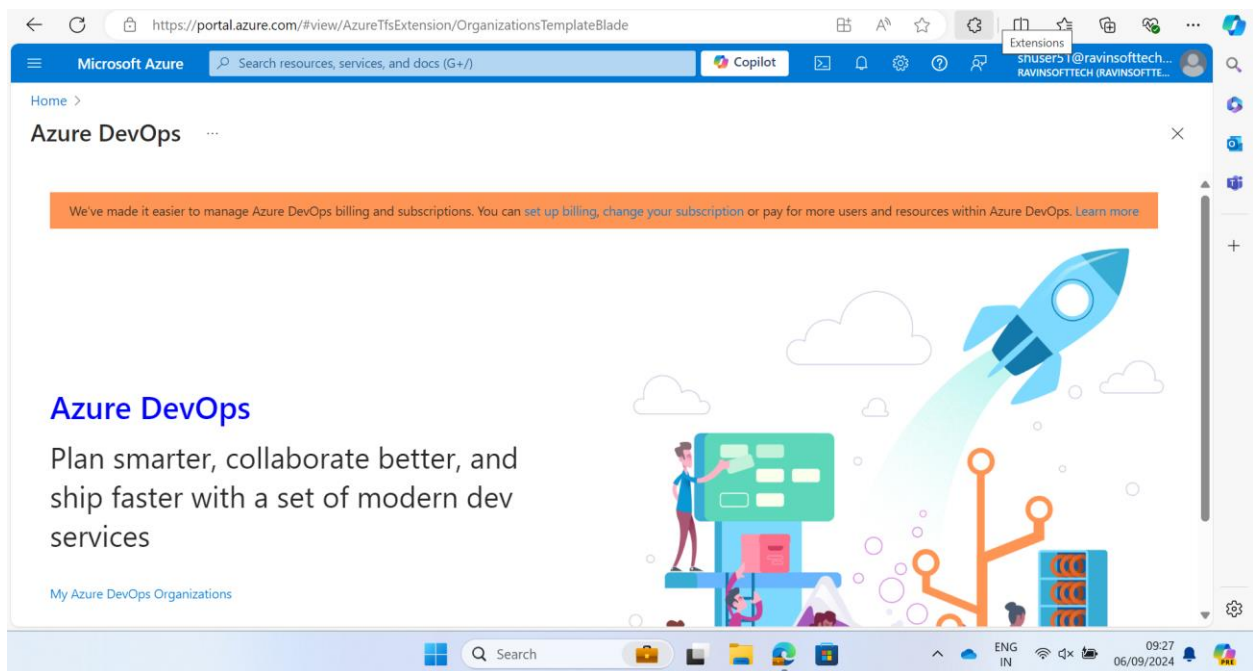 https://portal.azure.com/#view/AzureTfsExtension/OrganizationsTemplateBlade
Extensions
Microsoft Azure
Search resources, services, and docs (G+/)
Copilot
shuser51@ravinsofttech...
RAVINSOFTTECH (RAVINSOFTTE...
Home >
Azure DevOps ...
We've made it easier to manage Azure DevOps billing and subscriptions. You can set up billing, change your subscription or pay for more users and resources within Azure DevOps. Learn more
Azure DevOps
Plan smarter, collaborate better, and
ship faster with a set of modern dev
services
My Azure DevOps Organizations
Search
ENG
IN
09:27
06/09/2024
PRE